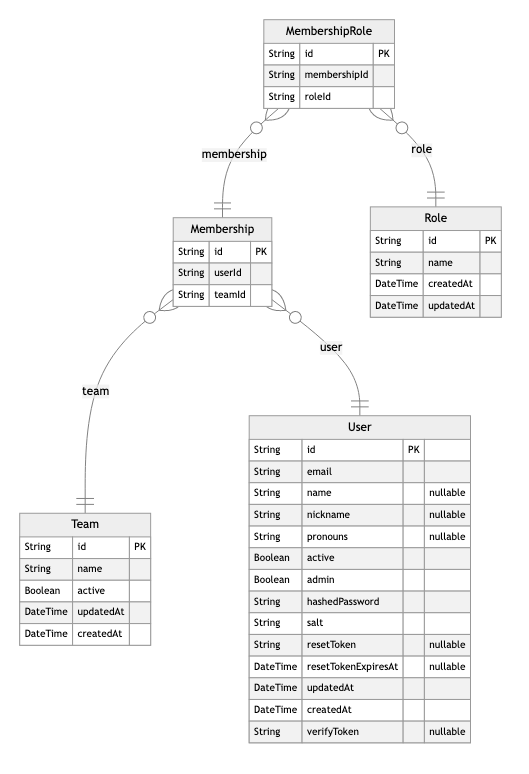 MembershipRole
String id PK
String membershipId
String roleId
membership
role
Membership
String id PK
String userId
String teamId
Role
String id PK
String name
DateTime createdAt
DateTime updatedAt
team
user
User
String id PK
String email
String name nullable
String nickname nullable
String pronouns nullable
Boolean active
Boolean admin
String hashedPassword
String salt
String resetToken nullable
DateTime resetTokenExpiresAt nullable
DateTime updatedAt
DateTime createdAt
String verifyToken nullable
Team
String id PK
String name
Boolean active
DateTime updatedAt
DateTime createdAt